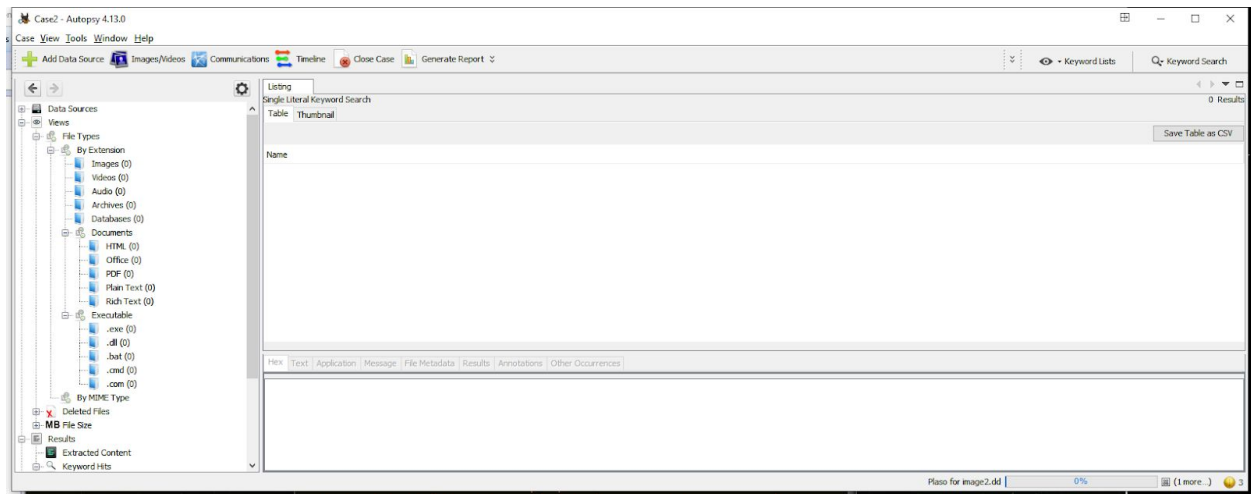 Case2 - Autopsy 4.13.0
Case View Tools Window Help
Add Data Source Images/Videos Communications Timeline Close Case Generate Report Keyword Lists Keyword Search
Listing
Data Sources
Views
File Types
By Extension
Images (0)
Videos (0)
Audio (0)
Archives (0)
Databases (0)
Documents
HTML (0)
Office (0)
PDF (0)
Plain Text (0)
Rich Text (0)
Executable
.exe (0)
.dll (0)
.bat (0)
.cmd (0)
.com (0)
By MIME Type
Deleted Files
MB File Size
Results
Extracted Content
Keyword Hits
Single Literal Keyword Search 0 Results
Table Thumbnail
Save Table as CSV
Name
Hex Text Application Message File Metadata Results Annotations Other Occurrences
Plaso for image2.dd 0% (1 more...) 3